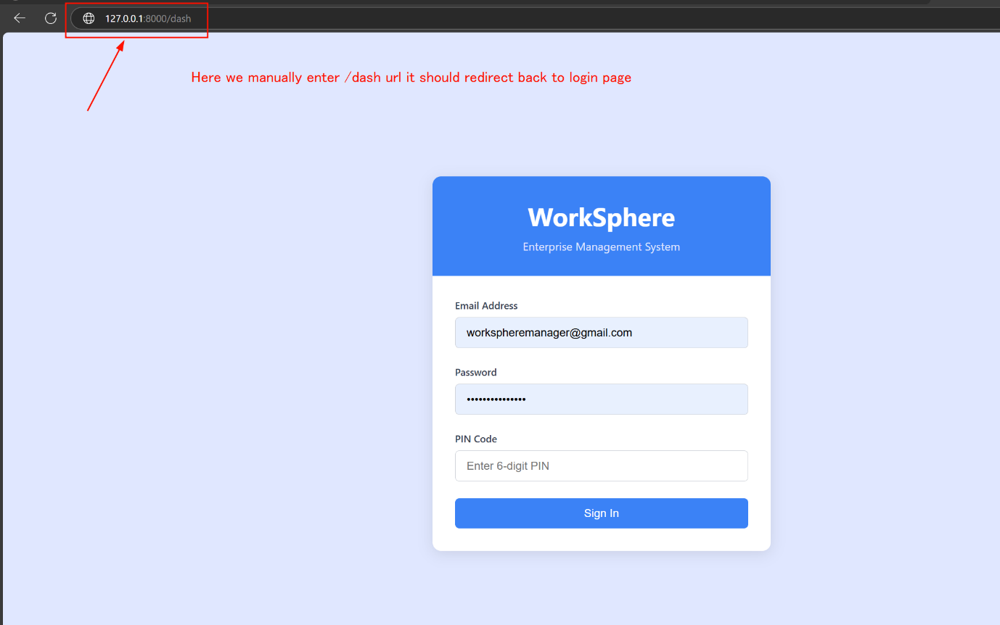 127.0.0.1:8000/dash
Here we manually enter /dash url it should redirect back to login page
WorkSphere
Enterprise Management System
Email Address
workspheremanager@gmail.com
Password
•••••••••••••••
PIN Code
Enter 6-digit PIN
Sign In